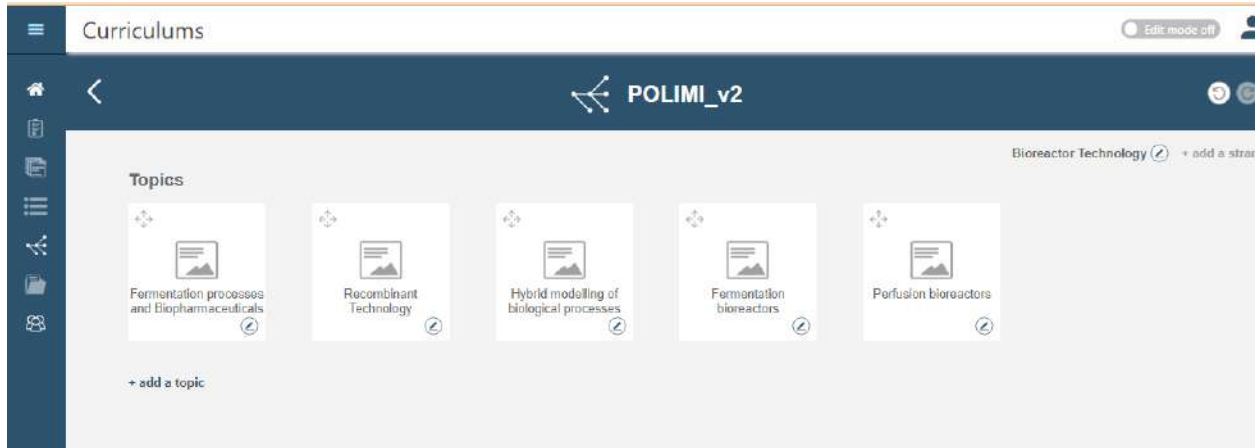 Curriculums
Edit mode off
POLIMI_v2
Bioreactor Technology + add a stran
Topics
Fermentation processes
and Biopharmaceuticals
Recombinant
Technology
Hybrid modelling of
biological processes
Fermentation
bioreactors
Perfusion bioreactors
+ add a topic